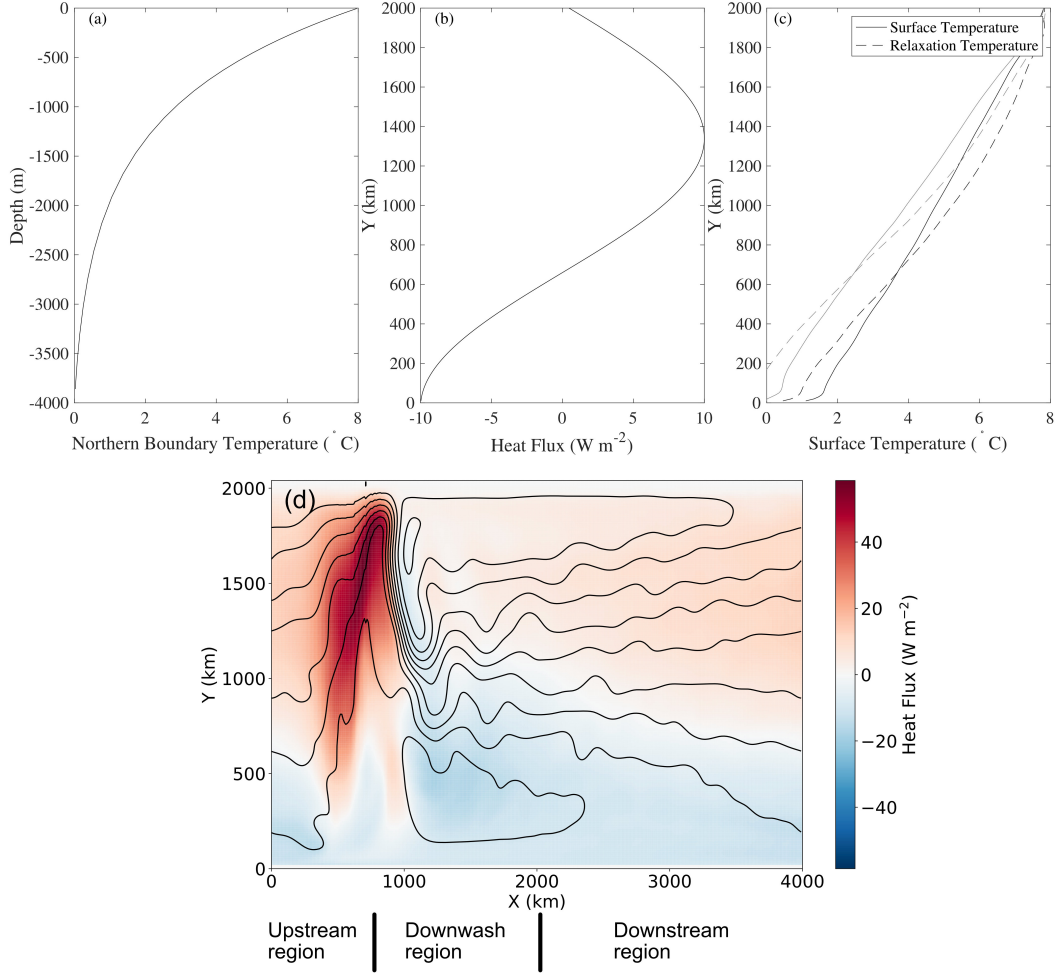 (a)
0
-500
-1000
-1500
-2000
-2500
-3000
-3500
-4000
Depth (m)
0 2 4 6 8
Northern Boundary Temperature (°C)
(b)
2000
1800
1600
1400
1200
1000
800
600
400
200
0
Y (km)
-10 -5 0 5 10
Heat Flux (W m⁻²)
(c)
Surface Temperature
Relaxation Temperature
2000
1800
1600
1400
1200
1000
800
600
400
200
0
Y (km)
0 2 4 6 8
Surface Temperature (°C)
(d)
2000
1500
1000
500
0
Y (km)
0 1000 2000 3000 4000
X (km)
40
20
0
−20
−40
Heat Flux (W m⁻²)
Upstream
region
Downwash
region
Downstream
region